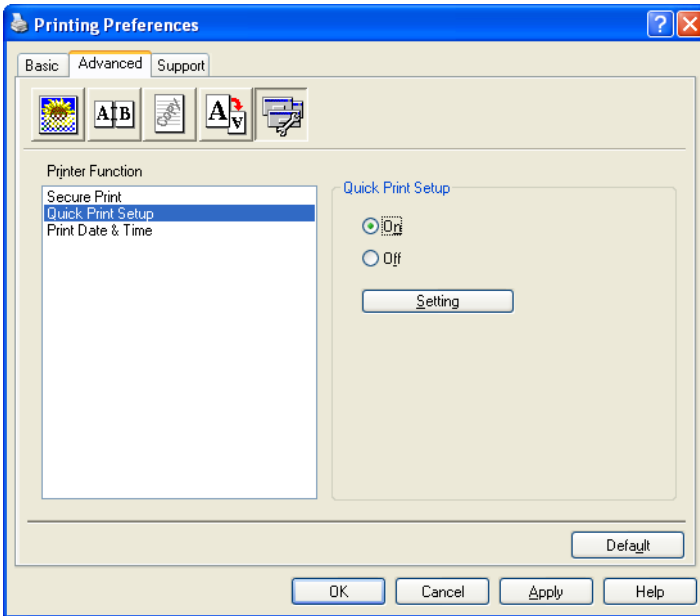 Printing Preferences
Basic
Advanced
Support
A B
Copy
A A
Printer Function
Secure Print
Quick Print Setup
Print Date & Time
Quick Print Setup
On
Off
Setting
Default
OK
Cancel
Apply
Help